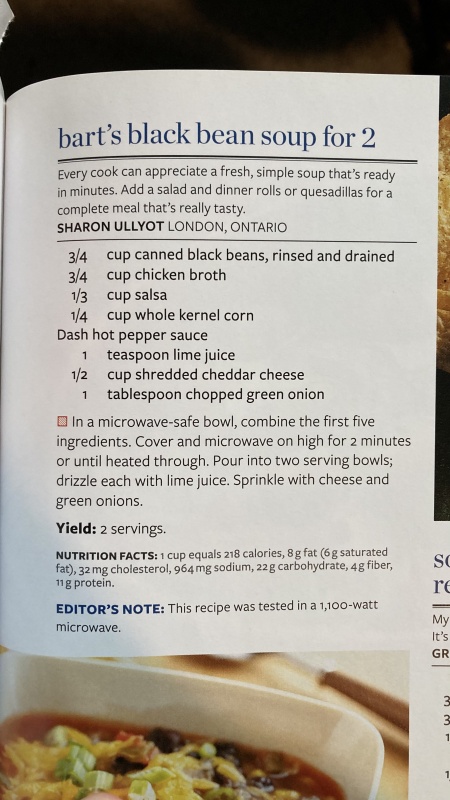 bart's black bean soup for 2
Every cook can appreciate a fresh, simple soup that's ready
in minutes. Add a salad and dinner rolls or quesadillas for a
complete meal that's really tasty.
SHARON ULLYOT LONDON, ONTARIO
3/4 cup canned black beans, rinsed and drained
3/4 cup chicken broth
1/3 cup salsa
1/4 cup whole kernel corn
Dash hot pepper sauce
1 teaspoon lime juice
1/2 cup shredded cheddar cheese
1 tablespoon chopped green onion
In a microwave-safe bowl, combine the first five
ingredients. Cover and microwave on high for 2 minutes
or until heated through. Pour into two serving bowls;
drizzle each with lime juice. Sprinkle with cheese and
green onions.
Yield: 2 servings.
NUTRITION FACTS: 1 cup equals 218 calories, 8 g fat (6 g saturated
fat), 32 mg cholesterol, 964 mg sodium, 22 g carbohydrate, 4 g fiber,
11 g protein.
EDITOR'S NOTE: This recipe was tested in a 1,100-watt
microwave.
so
re
My
It's
GR
3
3
1
1